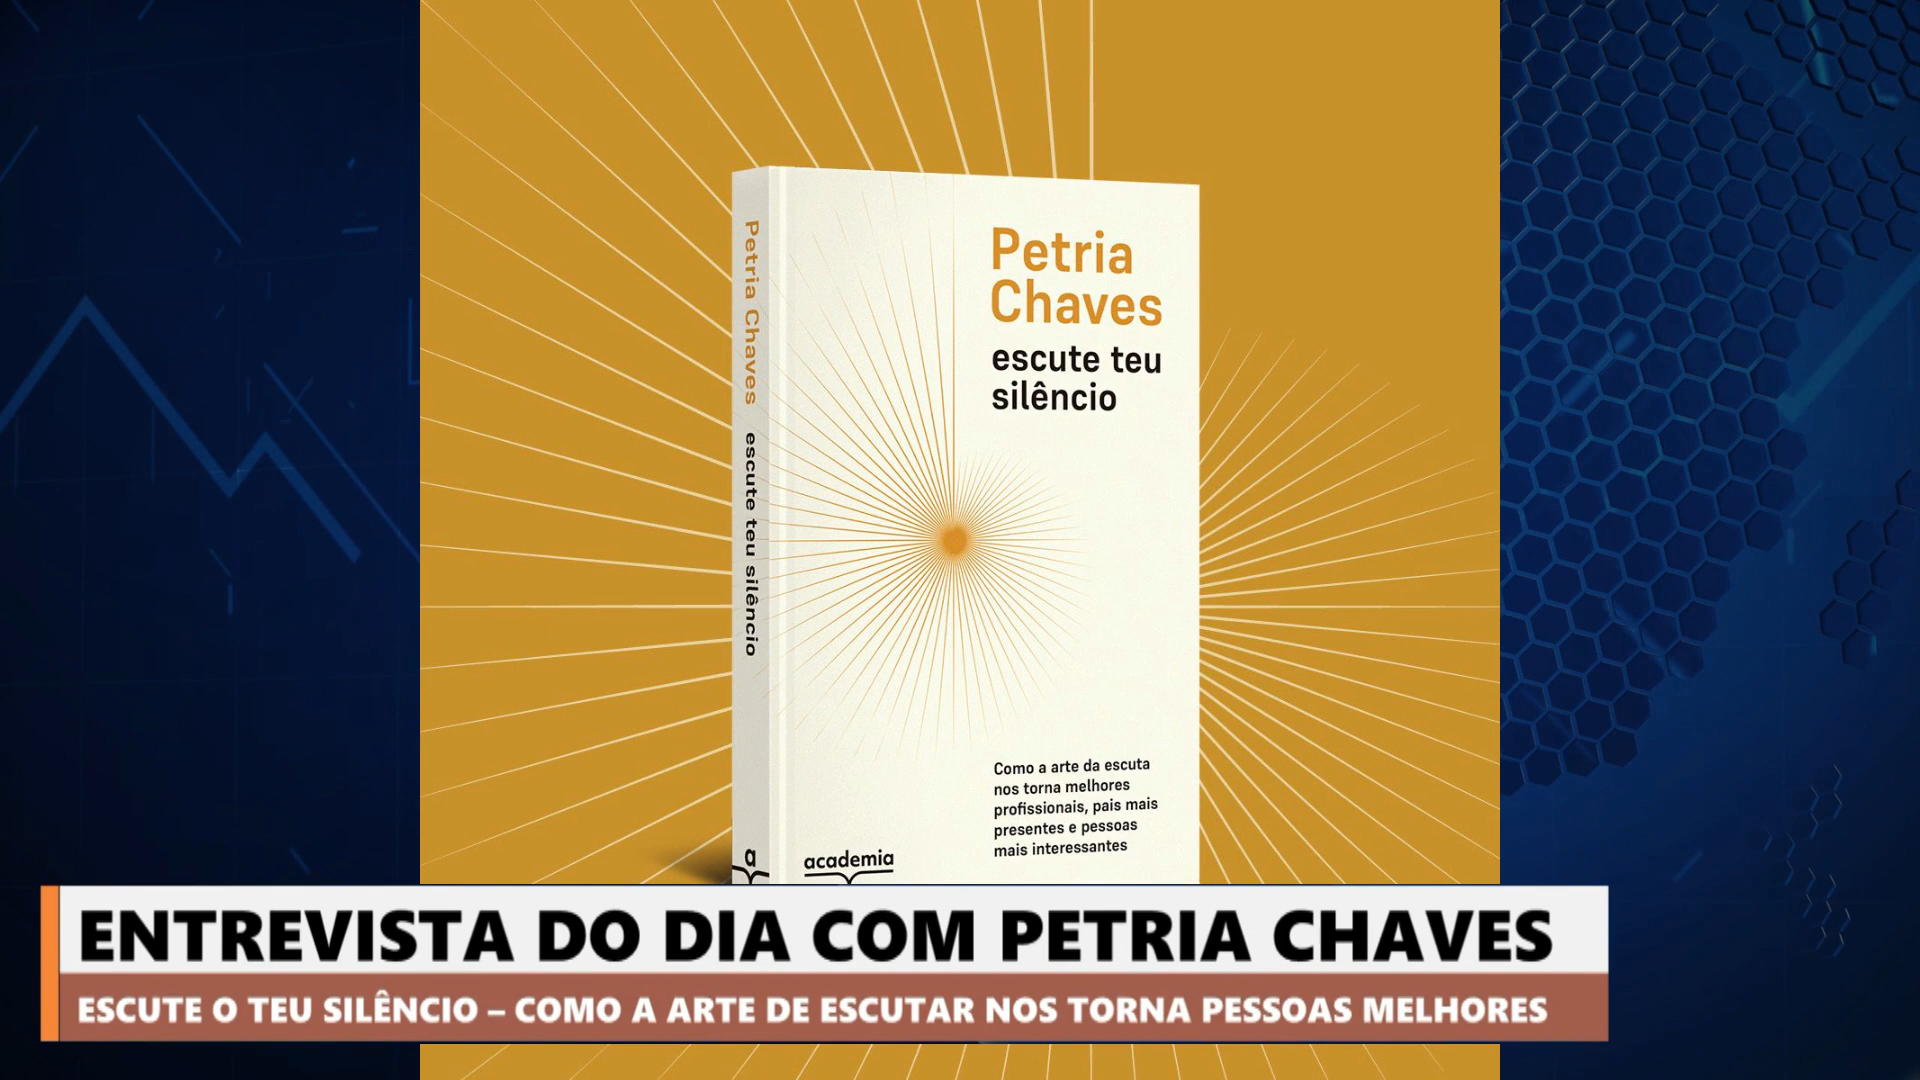 Petria
Chaves
escute teu
silêncio
Petria Chaves escute teu silêncio
Como a arte da escuta
nos torna melhores
profissionais, pais mais
presentes e pessoas
mais interessantes
a
academia
ENTREVISTA DO DIA COM PETRIA CHAVES
ESCUTE O TEU SILÊNCIO – COMO A ARTE DE ESCUTAR NOS TORNA PESSOAS MELHORES